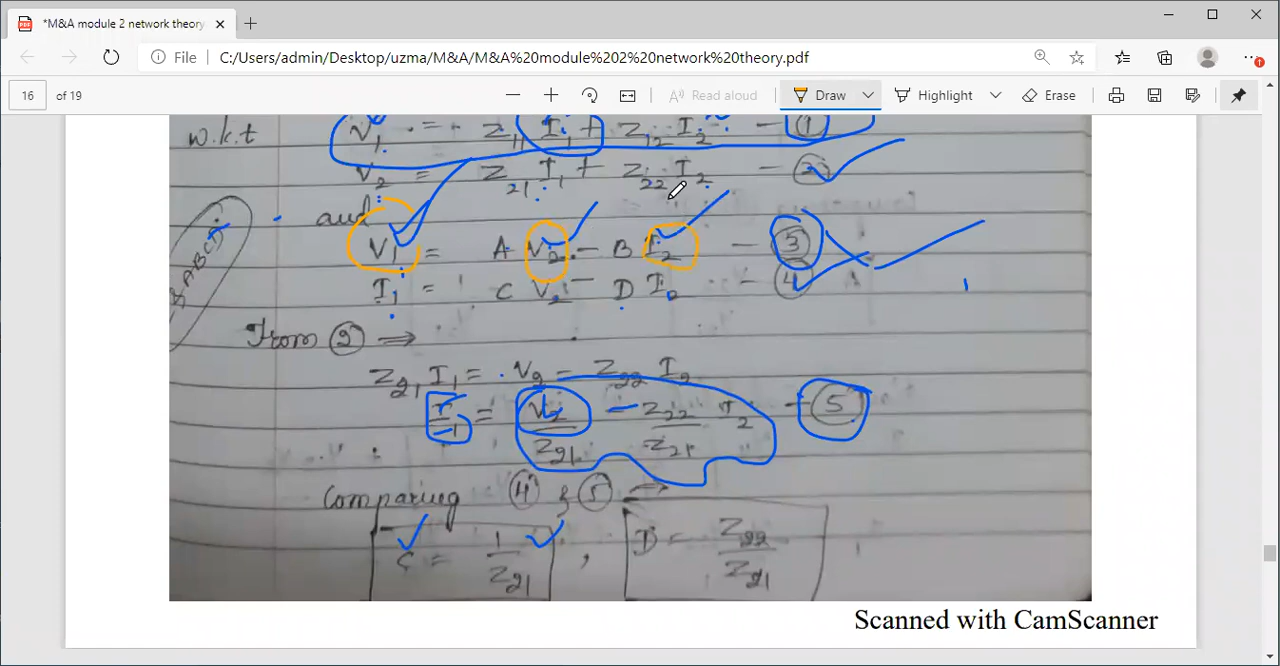 *M&A module 2 network theory
File C:/Users/admin/Desktop/uzma/M&A/M&A%20module%202%20network%20theory.pdf
16 of 19 Read aloud Draw Highlight Erase
w.k.t V1 = Z11 I1 + Z12 I2 - ①
V2 = Z21 I1 + Z22 I2 - ②
and
V1 = A V2 - B I2 - ③
I1 = C V2 - D I2 - ④
ABCD
From ② ⇒
Z21 I1 = V2 - Z22 I2
I1 = V2/Z21 - Z22/Z21 I2 - ⑤
Comparing ④ & ⑤ ⇒
C = 1/Z21 , D = Z22/Z21
Scanned with CamScanner